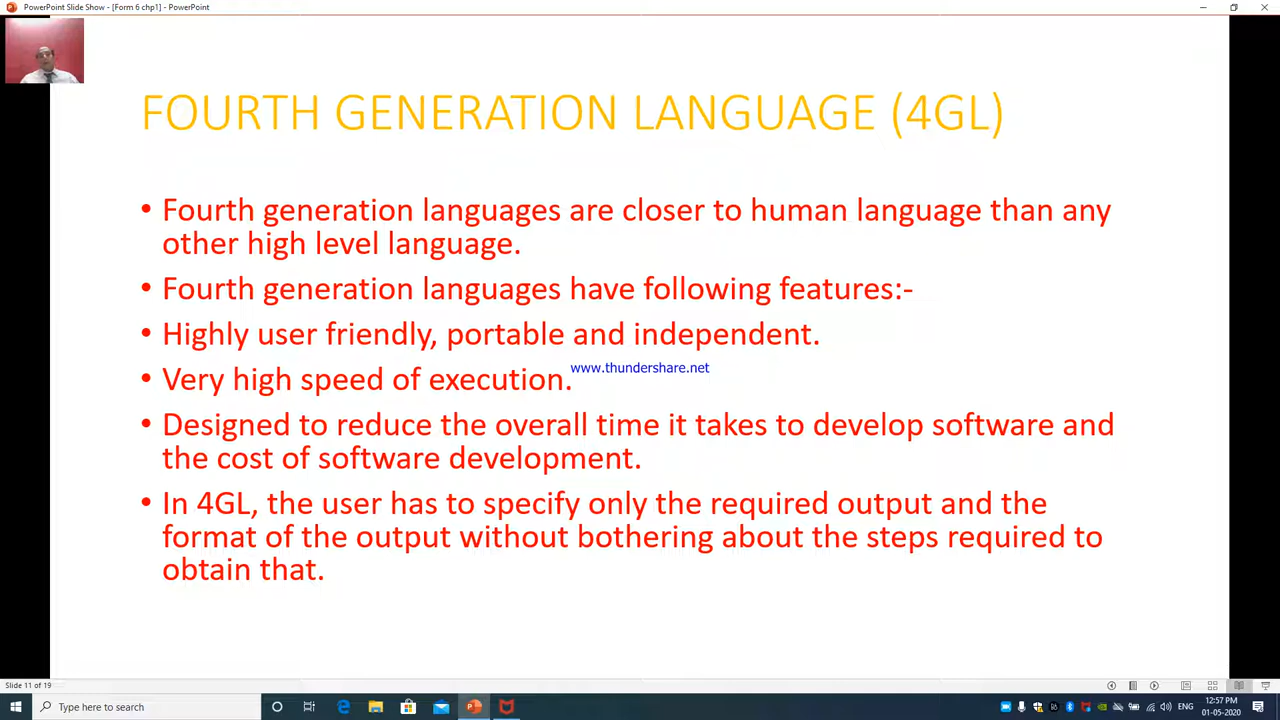 PowerPoint Slide Show - [Form 6 chp1] - PowerPoint
FOURTH GENERATION LANGUAGE (4GL)
• Fourth generation languages are closer to human language than any
other high level language.
• Fourth generation languages have following features:-
• Highly user friendly, portable and independent.
www.thundershare.net
• Very high speed of execution.
• Designed to reduce the overall time it takes to develop software and
the cost of software development.
• In 4GL, the user has to specify only the required output and the
format of the output without bothering about the steps required to
obtain that.
Slide 11 of 19
Type here to search
ENG
12:57 PM
01-05-2020